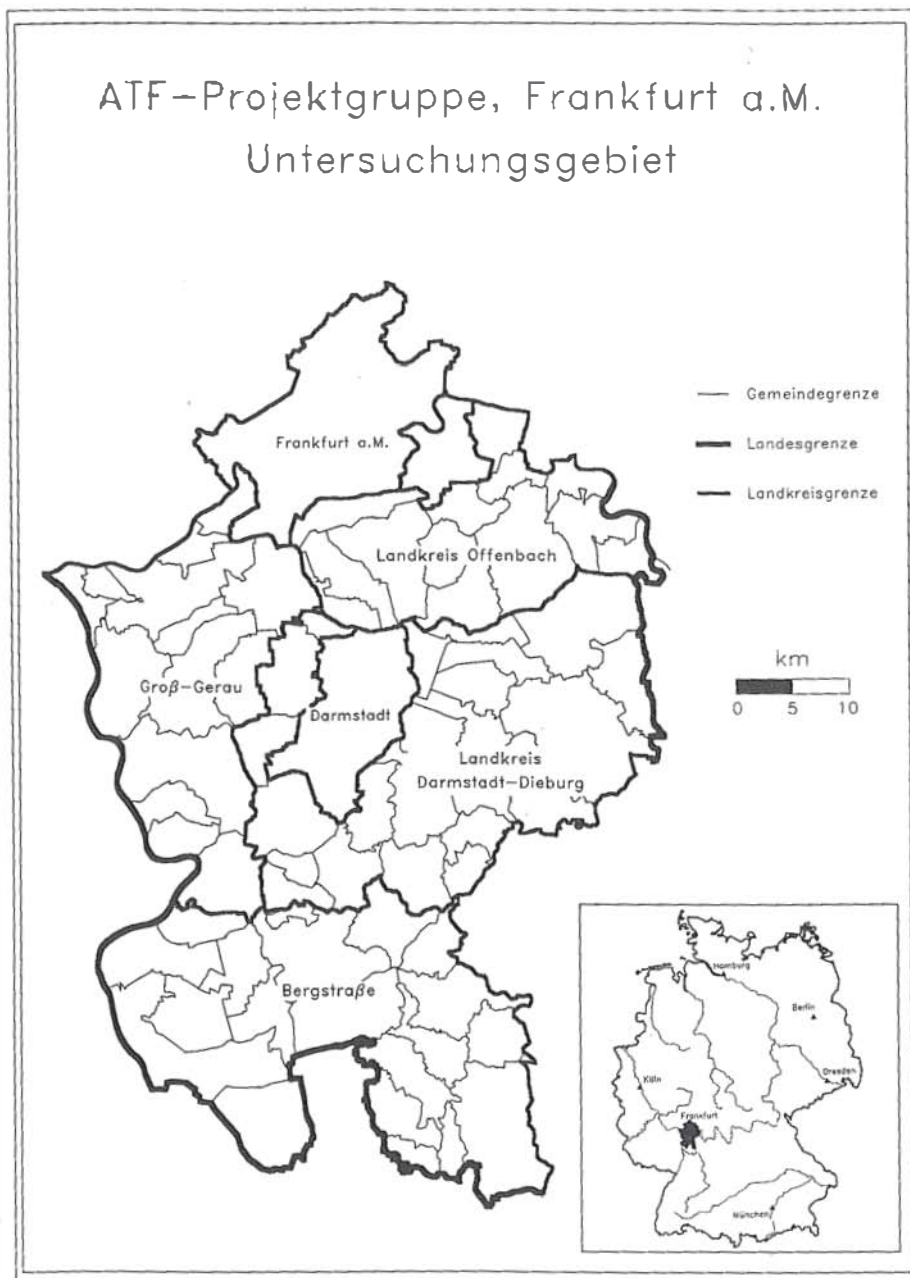 ATF-Projektgruppe, Frankfurt a.M.
Untersuchungsgebiet
Frankfurt a.M.
Gemeindegrenze
Landesgrenze
Landkreisgrenze
Landkreis Offenbach
Groß-Gerau
Darmstadt
km
0 5 10
Landkreis
Darmstadt-Dieburg
Bergstraße
Hamburg
Berlin
Dresden
Köln
Frankfurt
München